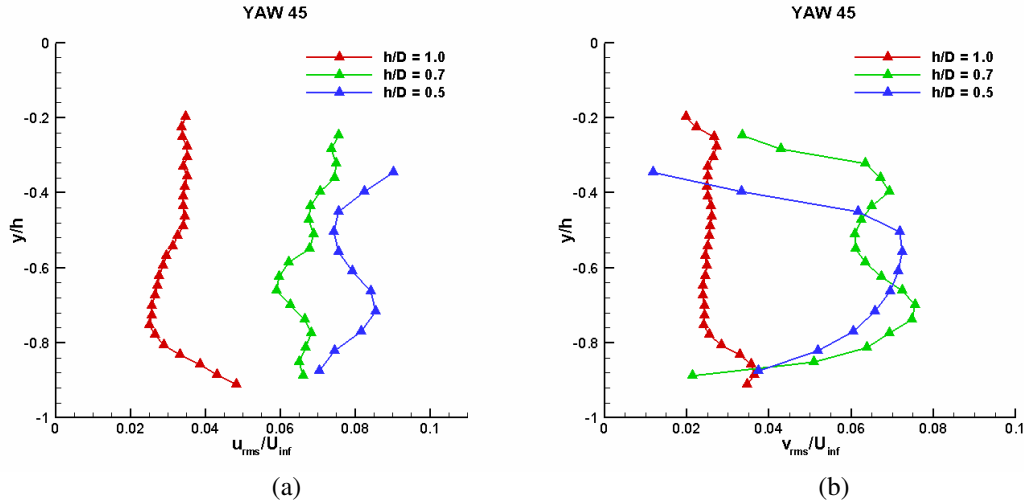 YAW 45
0
-0.2
-0.4
-0.6
-0.8
-1
y/h
0
0.02
0.04
0.06
0.08
0.1
u_rms/U_inf
h/D = 1.0
h/D = 0.7
h/D = 0.5
(a)
YAW 45
0
-0.2
-0.4
-0.6
-0.8
-1
y/h
0
0.02
0.04
0.06
0.08
0.1
v_rms/U_inf
h/D = 1.0
h/D = 0.7
h/D = 0.5
(b)